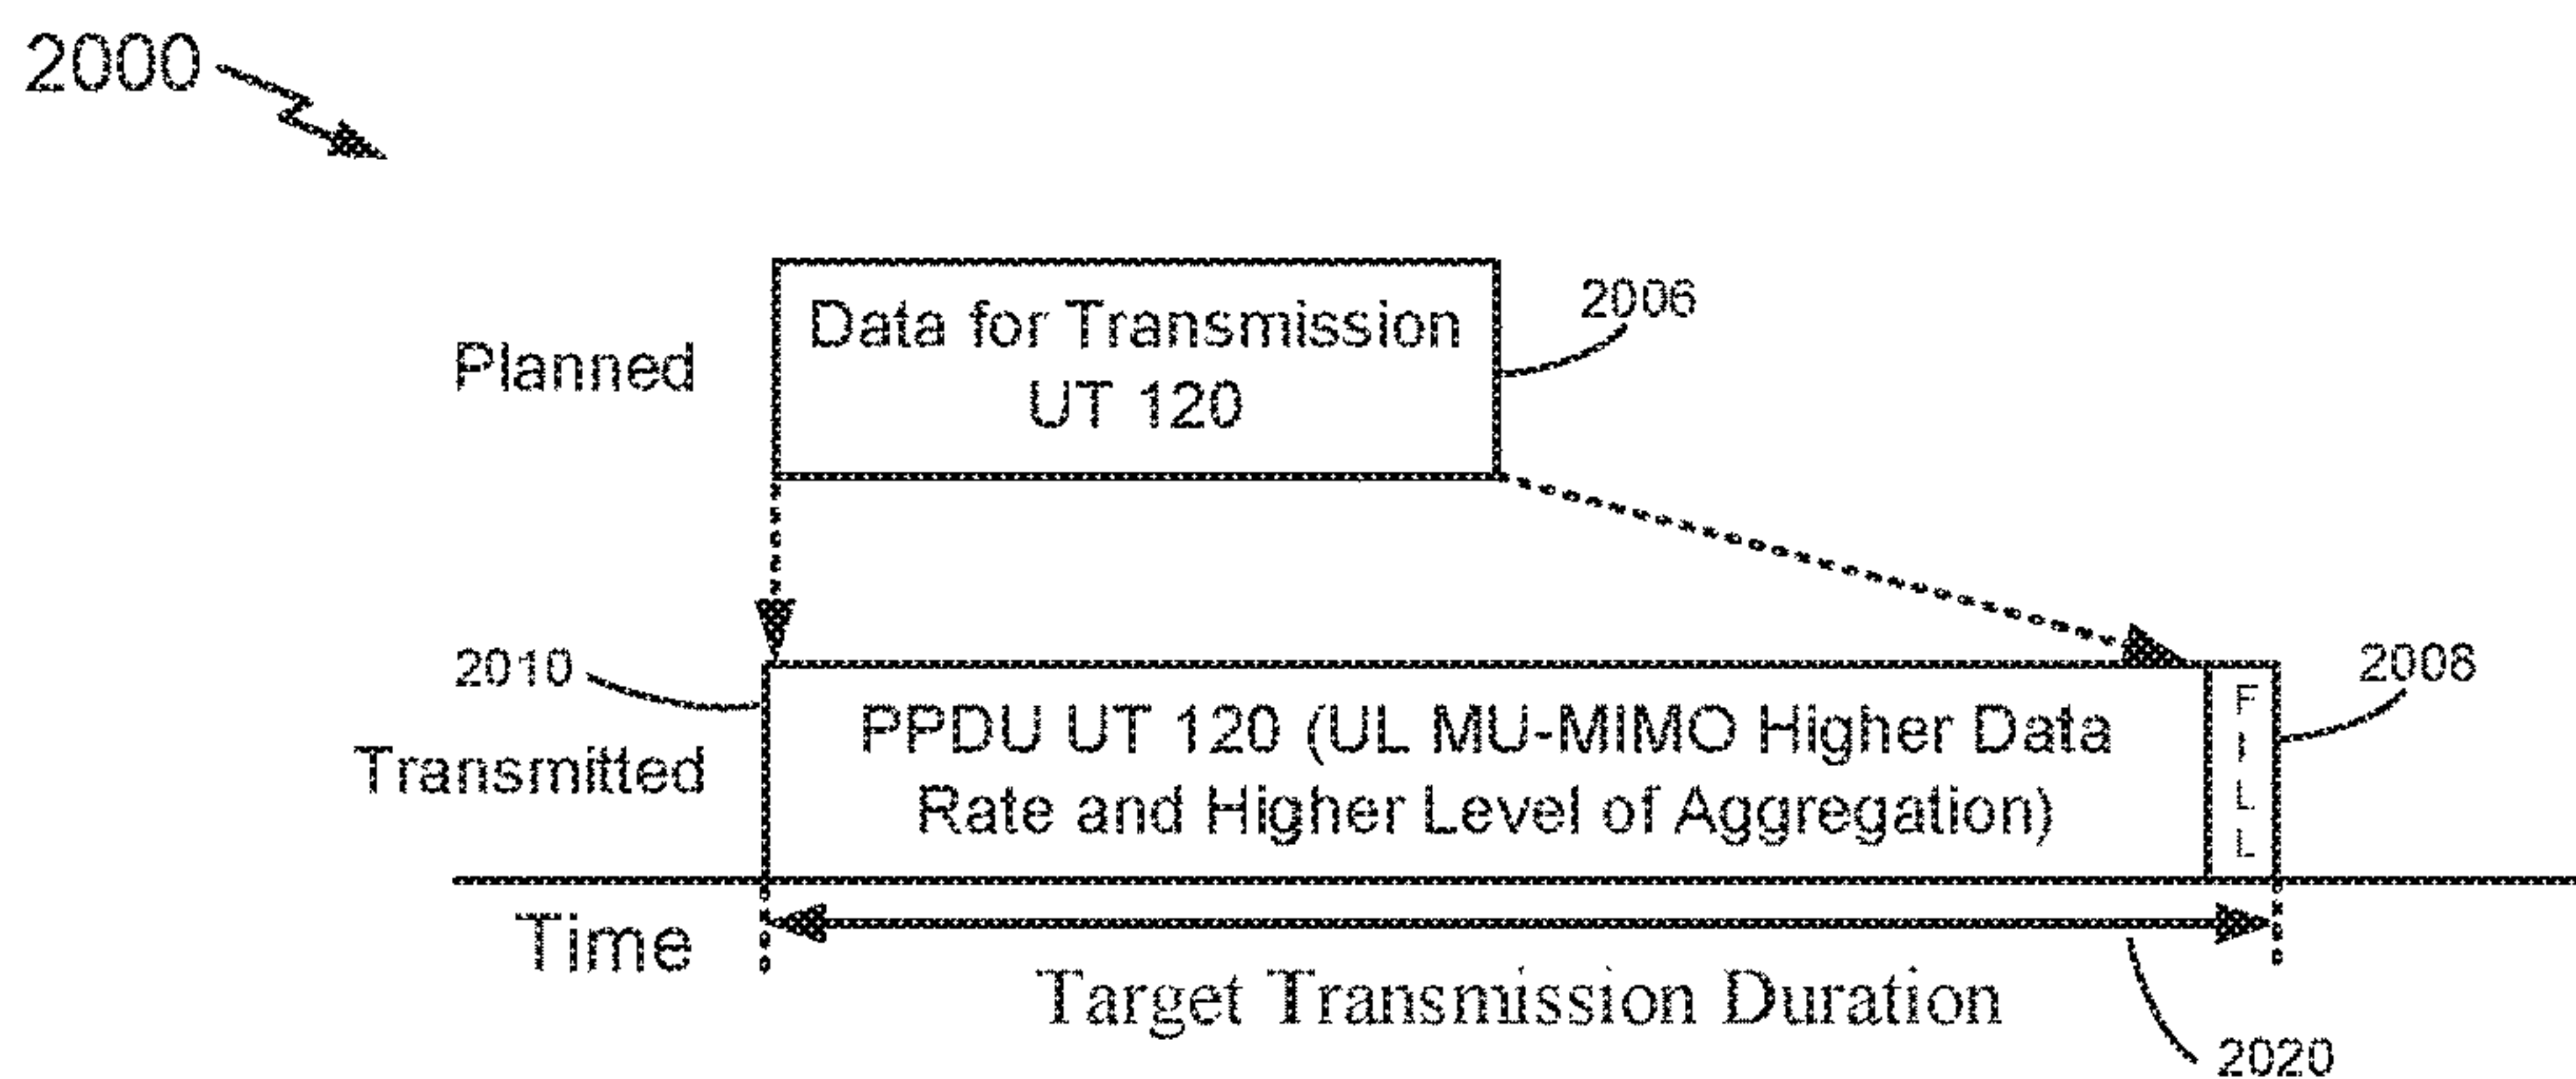 2000
Data for Transmission
UT 120
2006
Planned
2010
PPDU UT 120 (UL MU-MIMO Higher Data
Rate and Higher Level of Aggregation)
FILL
2008
Transmitted
Time
Target Transmission Duration
2020